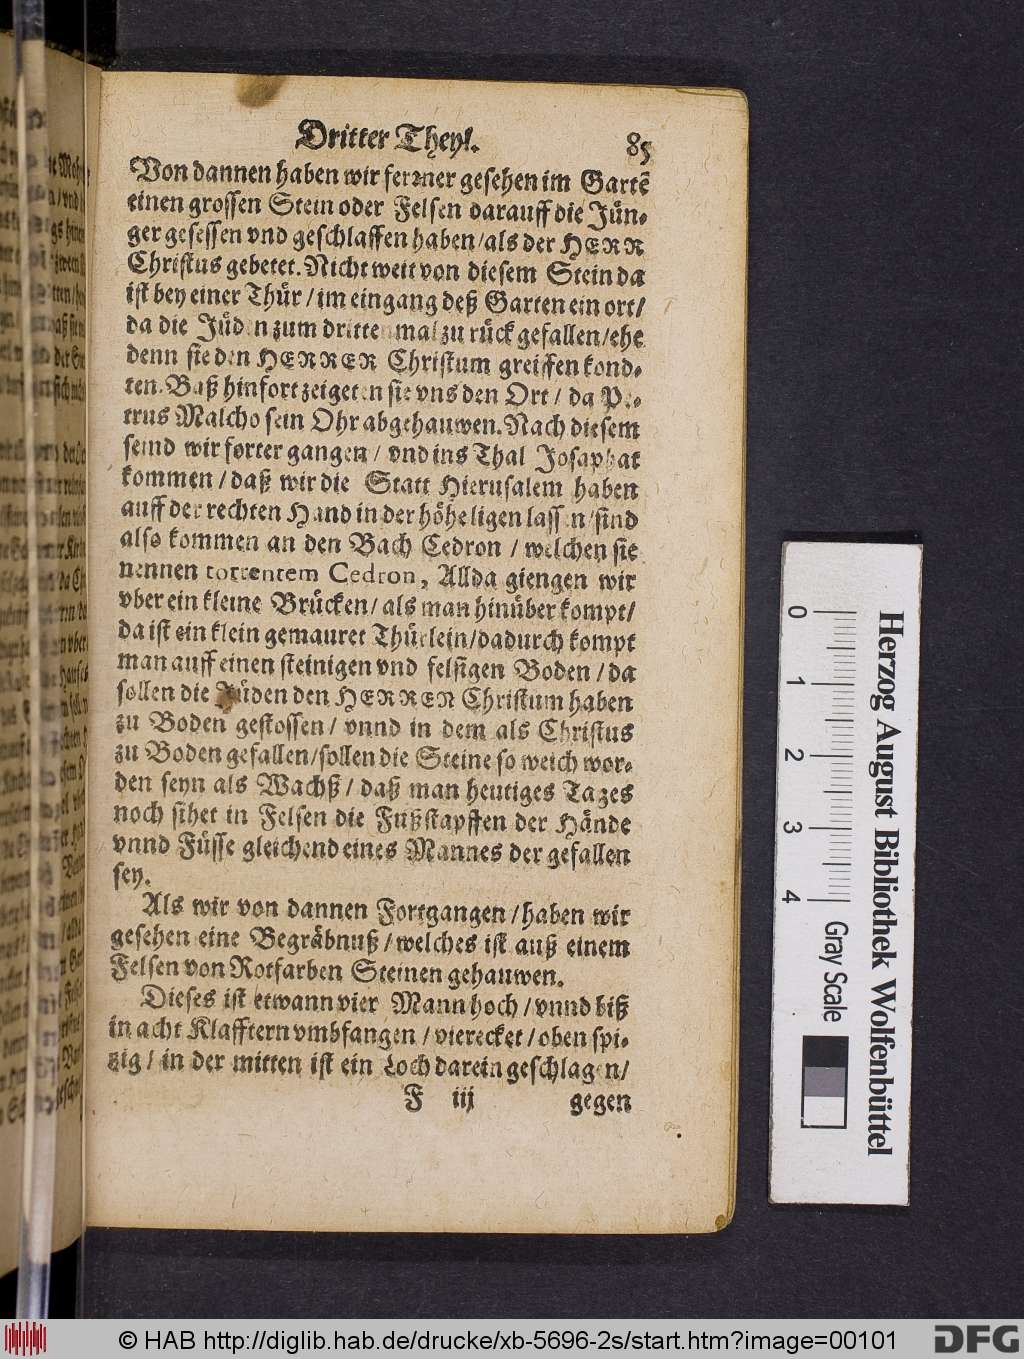 Dritter Theyl. 85
Von dannen haben wir ferꝛner gesehen im Gartẽ
einen grossen Stein oder Felsen darauff die Jün-
ger gesessen vnd geschlaffen haben/als der HERR
Christus gebetet. Nicht weit von diesem Stein da
ist bey einer Thür/im eingang deß Garten ein ort/
da die Jüden zum dritten mal zu rück gefallen/ehe
denn sie den HERREN Christum greiffen kond-
ten. Baß hinfort zeigeten sie vns den Ort/ da Pe-
trus Malcho sein Ohr abgehauwen. Nach diesem
seind wir forter gangen/ vnd ins Thal Josaphat
kommen/ daß wir die Statt Hierusalem haben
auff der rechten Hand in der höhe ligen lassen/sind
also kommen an den Bach Cedron/ welchen sie
nennen torrentem Cedron, Allda giengen wir
vber ein kleine Brücken/ als man hinüber kompt/
da ist ein klein gemauret Thürlein/dadurch kompt
man auff einen steinigen vnd felsigen Boden/ da
sollen die Jüden den HERREN Christum haben
zu Boden gestossen/ vnnd in dem als Christus
zu Boden gefallen/sollen die Steine so weich wor-
den seyn als Wachß/ daß man heutiges Tages
noch sihet in Felsen die Fußstapffen der Hände
vnnd Füsse gleichend eines Mannes der gefallen
sey.
Als wir von dannen Fortgangen/haben wir
gesehen eine Begräbnuß/welches ist auß einem
Felsen von Rotfarben Steinen gehauwen.
Dieses ist etwann vier Mann hoch/vnnd biß
in acht Klafftern vmbfangen/vierecket/oben spi-
tzig/ in der mitten ist ein Loch darein geschlagen/
F iij gegen
0 1 2 3 4
Gray Scale
Herzog August Bibliothek Wolfenbüttel
© HAB http://diglib.hab.de/drucke/xb-5696-2s/start.htm?image=00101
DFG